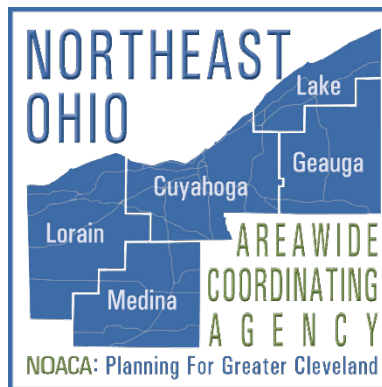 NORTHEAST
OHIO
Lake
Geauga
Cuyahoga
Lorain
Medina
AREAWIDE
COORDINATING
AGENCY
NOACA: Planning For Greater Cleveland